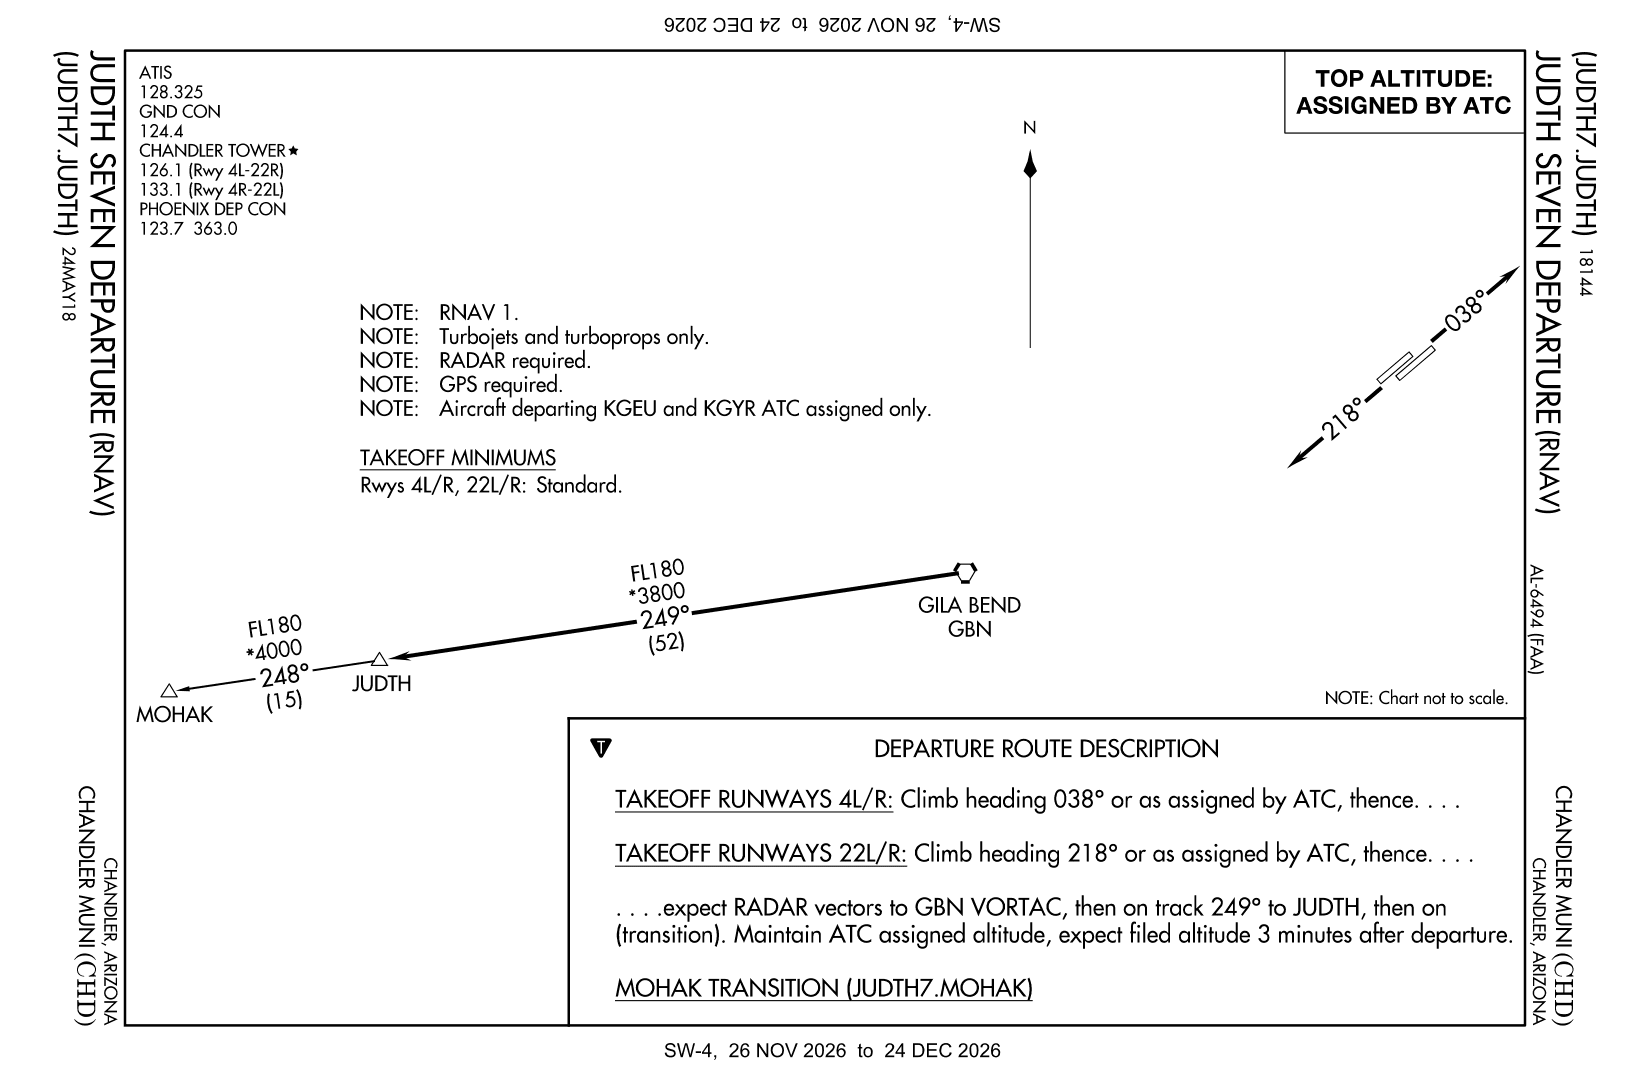 SW-4, 26 NOV 2026 to 24 DEC 2026
(JUDTH7.JUDTH) 24MAY18
JUDTH SEVEN DEPARTURE (RNAV)
CHANDLER, ARIZONA
CHANDLER MUNI (CHD)
ATIS
128.325
GND CON
124.4
CHANDLER TOWER★
126.1 (Rwy 4L-22R)
133.1 (Rwy 4R-22L)
PHOENIX DEP CON
123.7 363.0
TOP ALTITUDE:
ASSIGNED BY ATC
N
038°
218°
NOTE: RNAV 1.
NOTE: Turbojets and turboprops only.
NOTE: RADAR required.
NOTE: GPS required.
NOTE: Aircraft departing KGEU and KGYR ATC assigned only.
TAKEOFF MINIMUMS
Rwys 4L/R, 22L/R: Standard.
FL180
*3800
249°
(52)
GILA BEND
GBN
FL180
*4000
248°
(15)
JUDTH
MOHAK
NOTE: Chart not to scale.
T
DEPARTURE ROUTE DESCRIPTION
TAKEOFF RUNWAYS 4L/R: Climb heading 038° or as assigned by ATC, thence. . . .
TAKEOFF RUNWAYS 22L/R: Climb heading 218° or as assigned by ATC, thence. . . .
. . . .expect RADAR vectors to GBN VORTAC, then on track 249° to JUDTH, then on
(transition). Maintain ATC assigned altitude, expect filed altitude 3 minutes after departure.
MOHAK TRANSITION (JUDTH7.MOHAK)
(JUDTH7.JUDTH) 18144
JUDTH SEVEN DEPARTURE (RNAV)
AL-6494 (FAA)
CHANDLER MUNI (CHD)
CHANDLER, ARIZONA
SW-4, 26 NOV 2026 to 24 DEC 2026